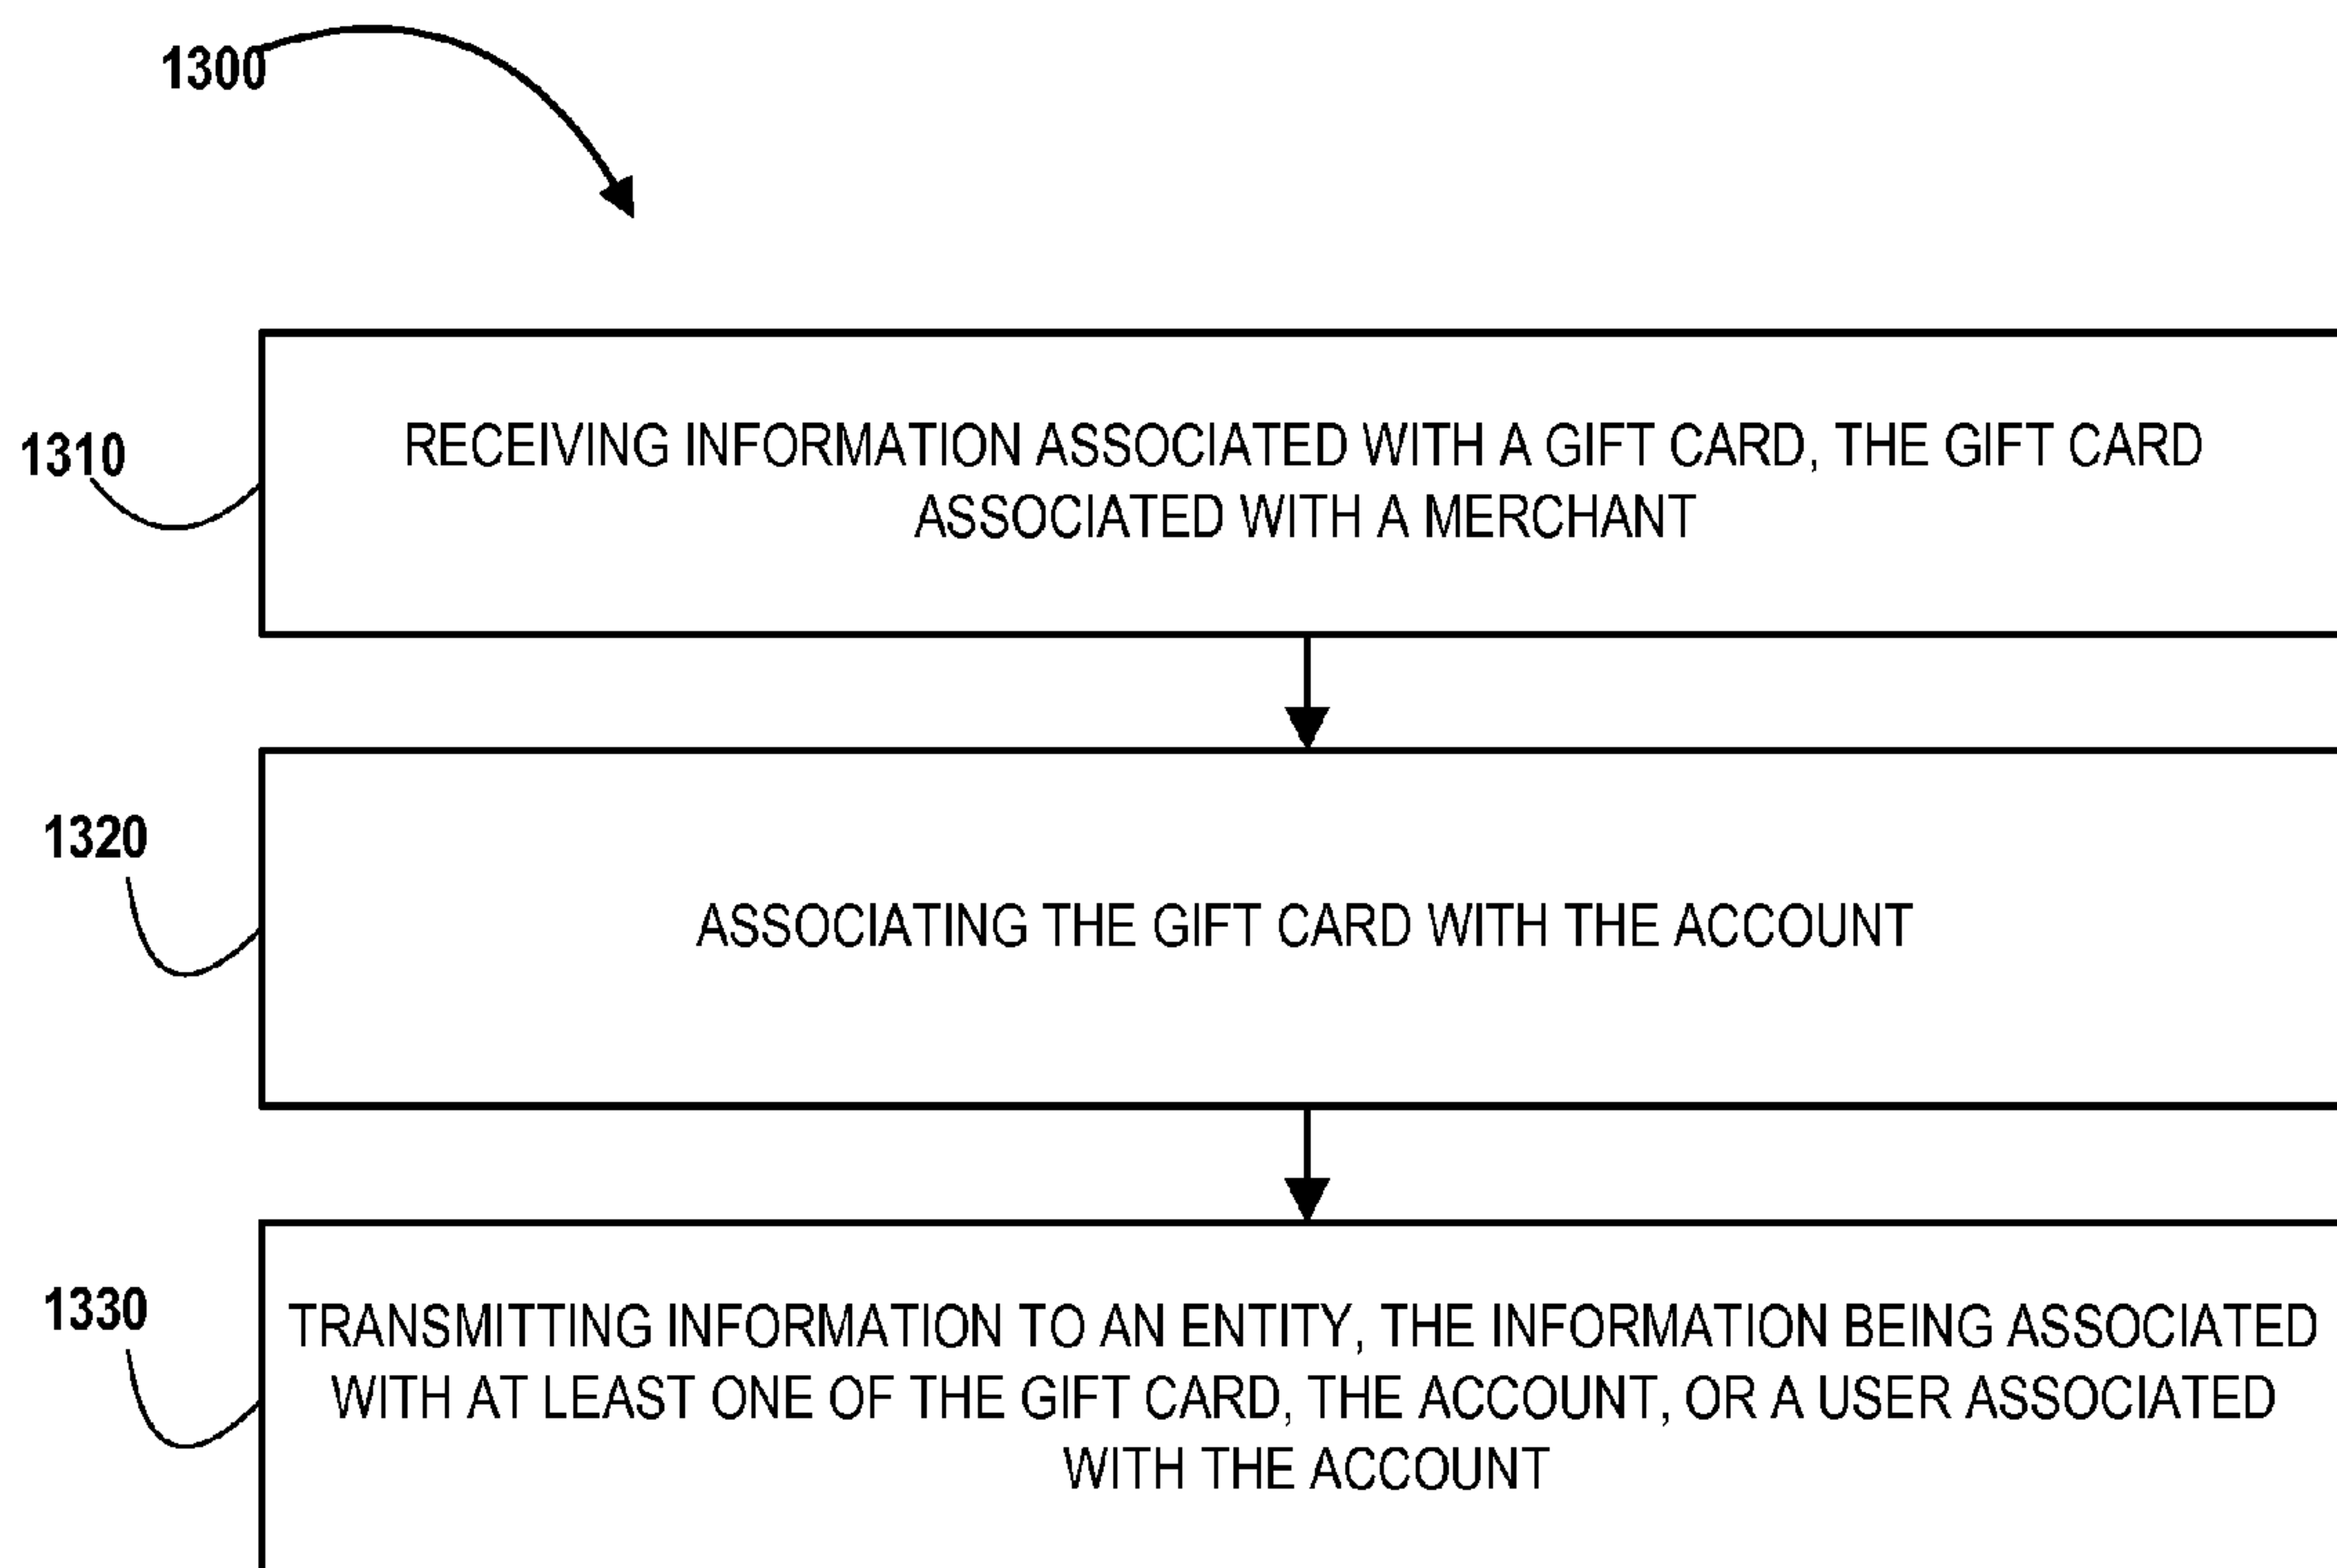 1300
1310
RECEIVING INFORMATION ASSOCIATED WITH A GIFT CARD, THE GIFT CARD
ASSOCIATED WITH A MERCHANT
1320
ASSOCIATING THE GIFT CARD WITH THE ACCOUNT
1330
TRANSMITTING INFORMATION TO AN ENTITY, THE INFORMATION BEING ASSOCIATED
WITH AT LEAST ONE OF THE GIFT CARD, THE ACCOUNT, OR A USER ASSOCIATED
WITH THE ACCOUNT